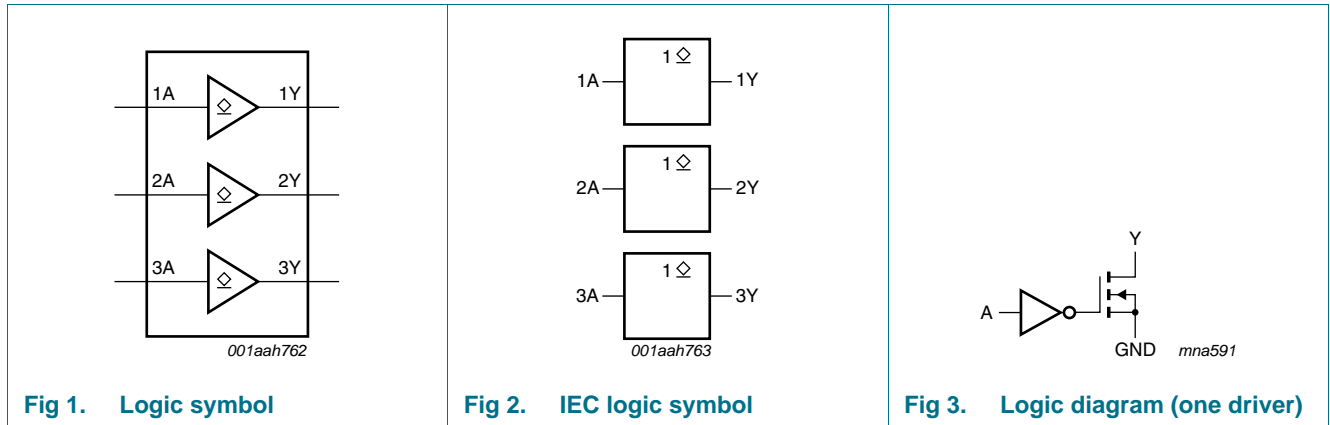 1A 1Y
2A 2Y
3A 3Y
001aah762
Fig 1. Logic symbol
1
1A 1Y
1
2A 2Y
1
3A 3Y
001aah763
Fig 2. IEC logic symbol
Y
A
GND mna591
Fig 3. Logic diagram (one driver)